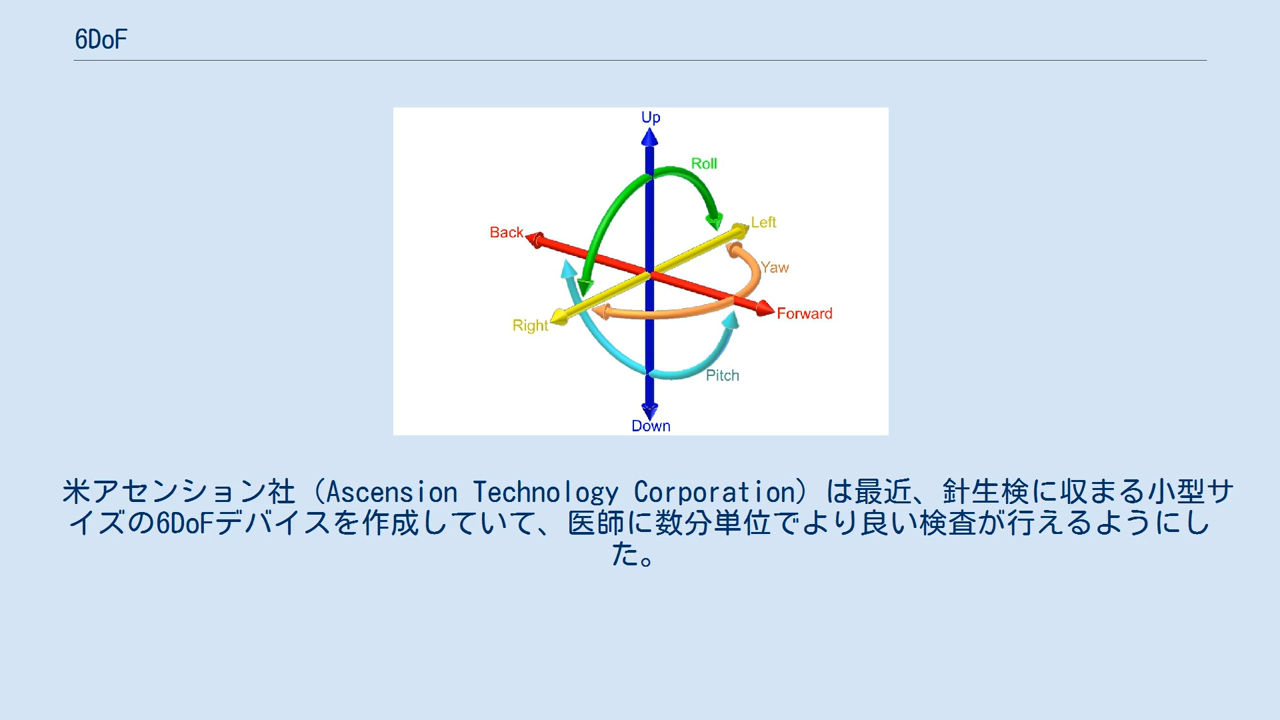 6DoF
Up
Roll
Left
Back
Yaw
Forward
Right
Pitch
Down
米アセンション社（Ascension Technology Corporation）は最近、針生検に収まる小型サ
イズの6DoFデバイスを作成していて、医師に数分単位でより良い検査が行えるようにし
た。